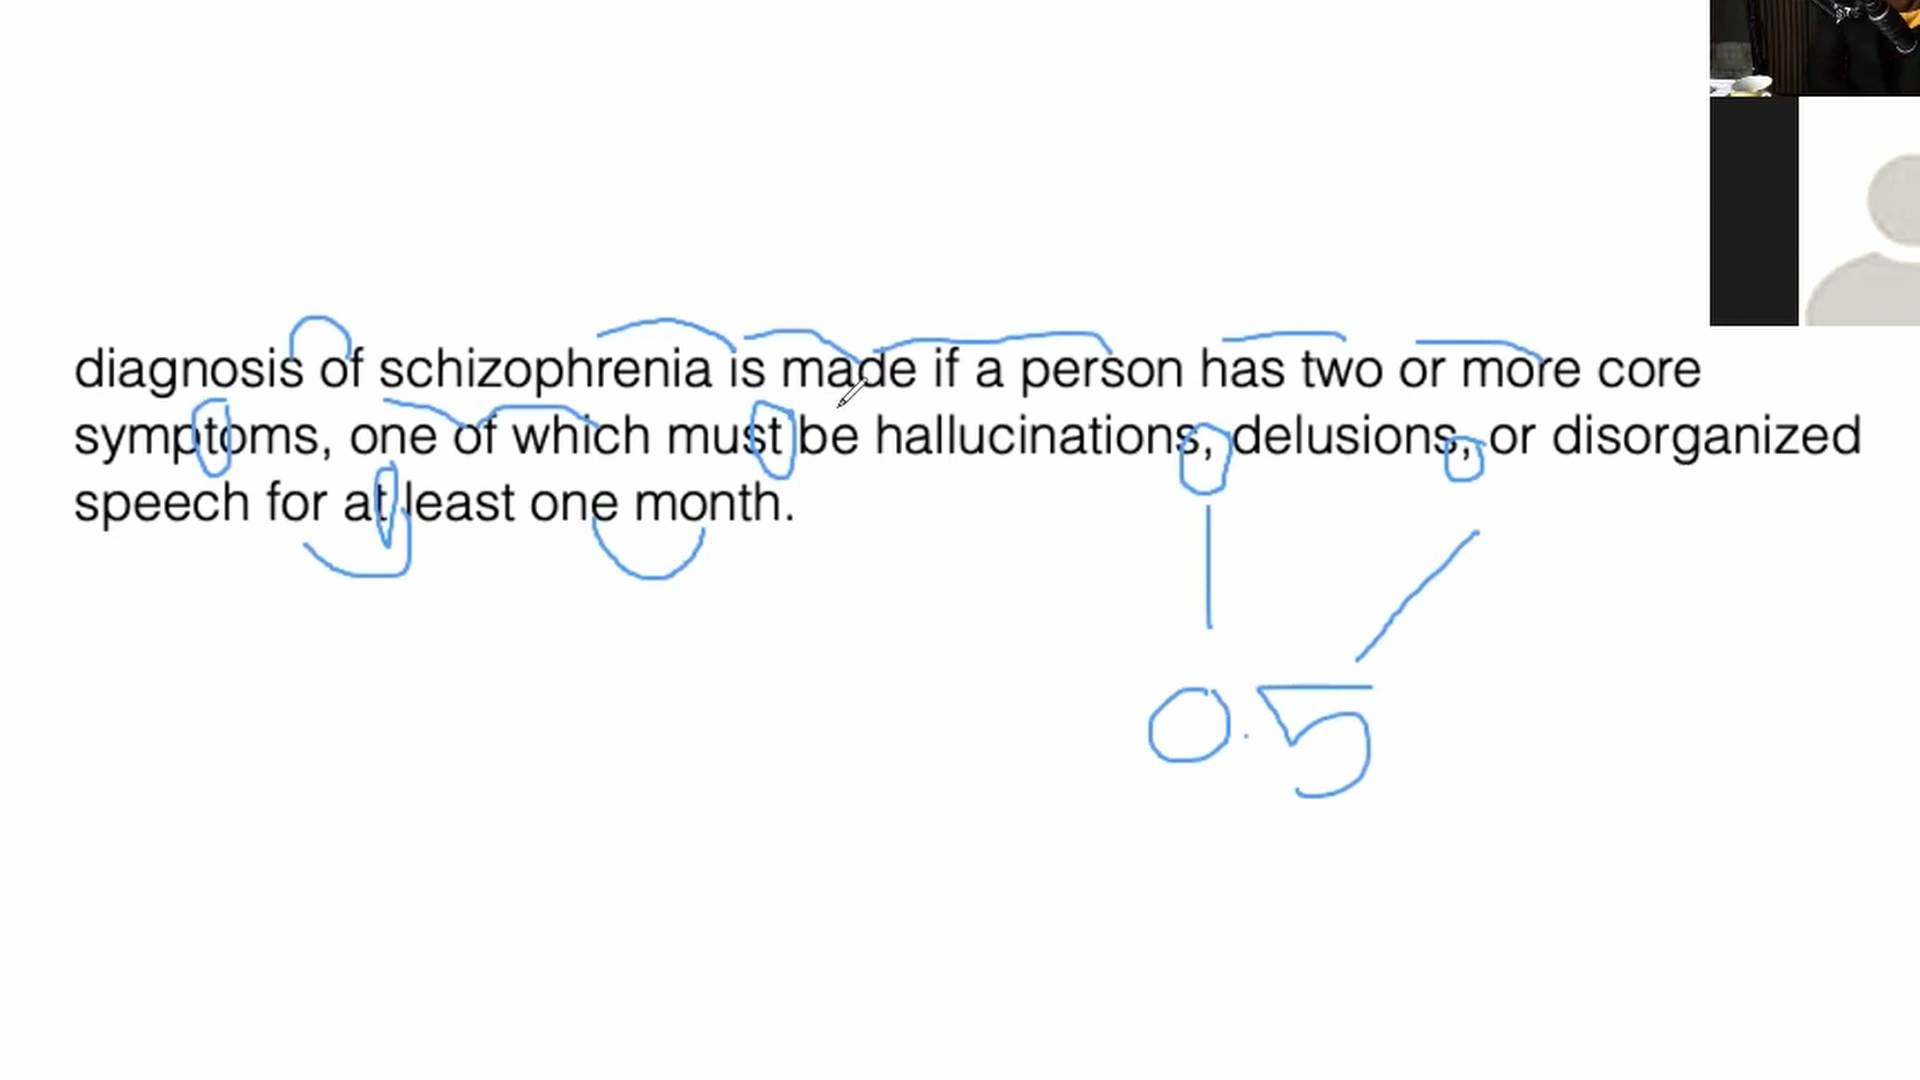 diagnosis of schizophrenia is made if a person has two or more core
symptoms, one of which must be hallucinations, delusions, or disorganized
speech for at least one month.
0.5